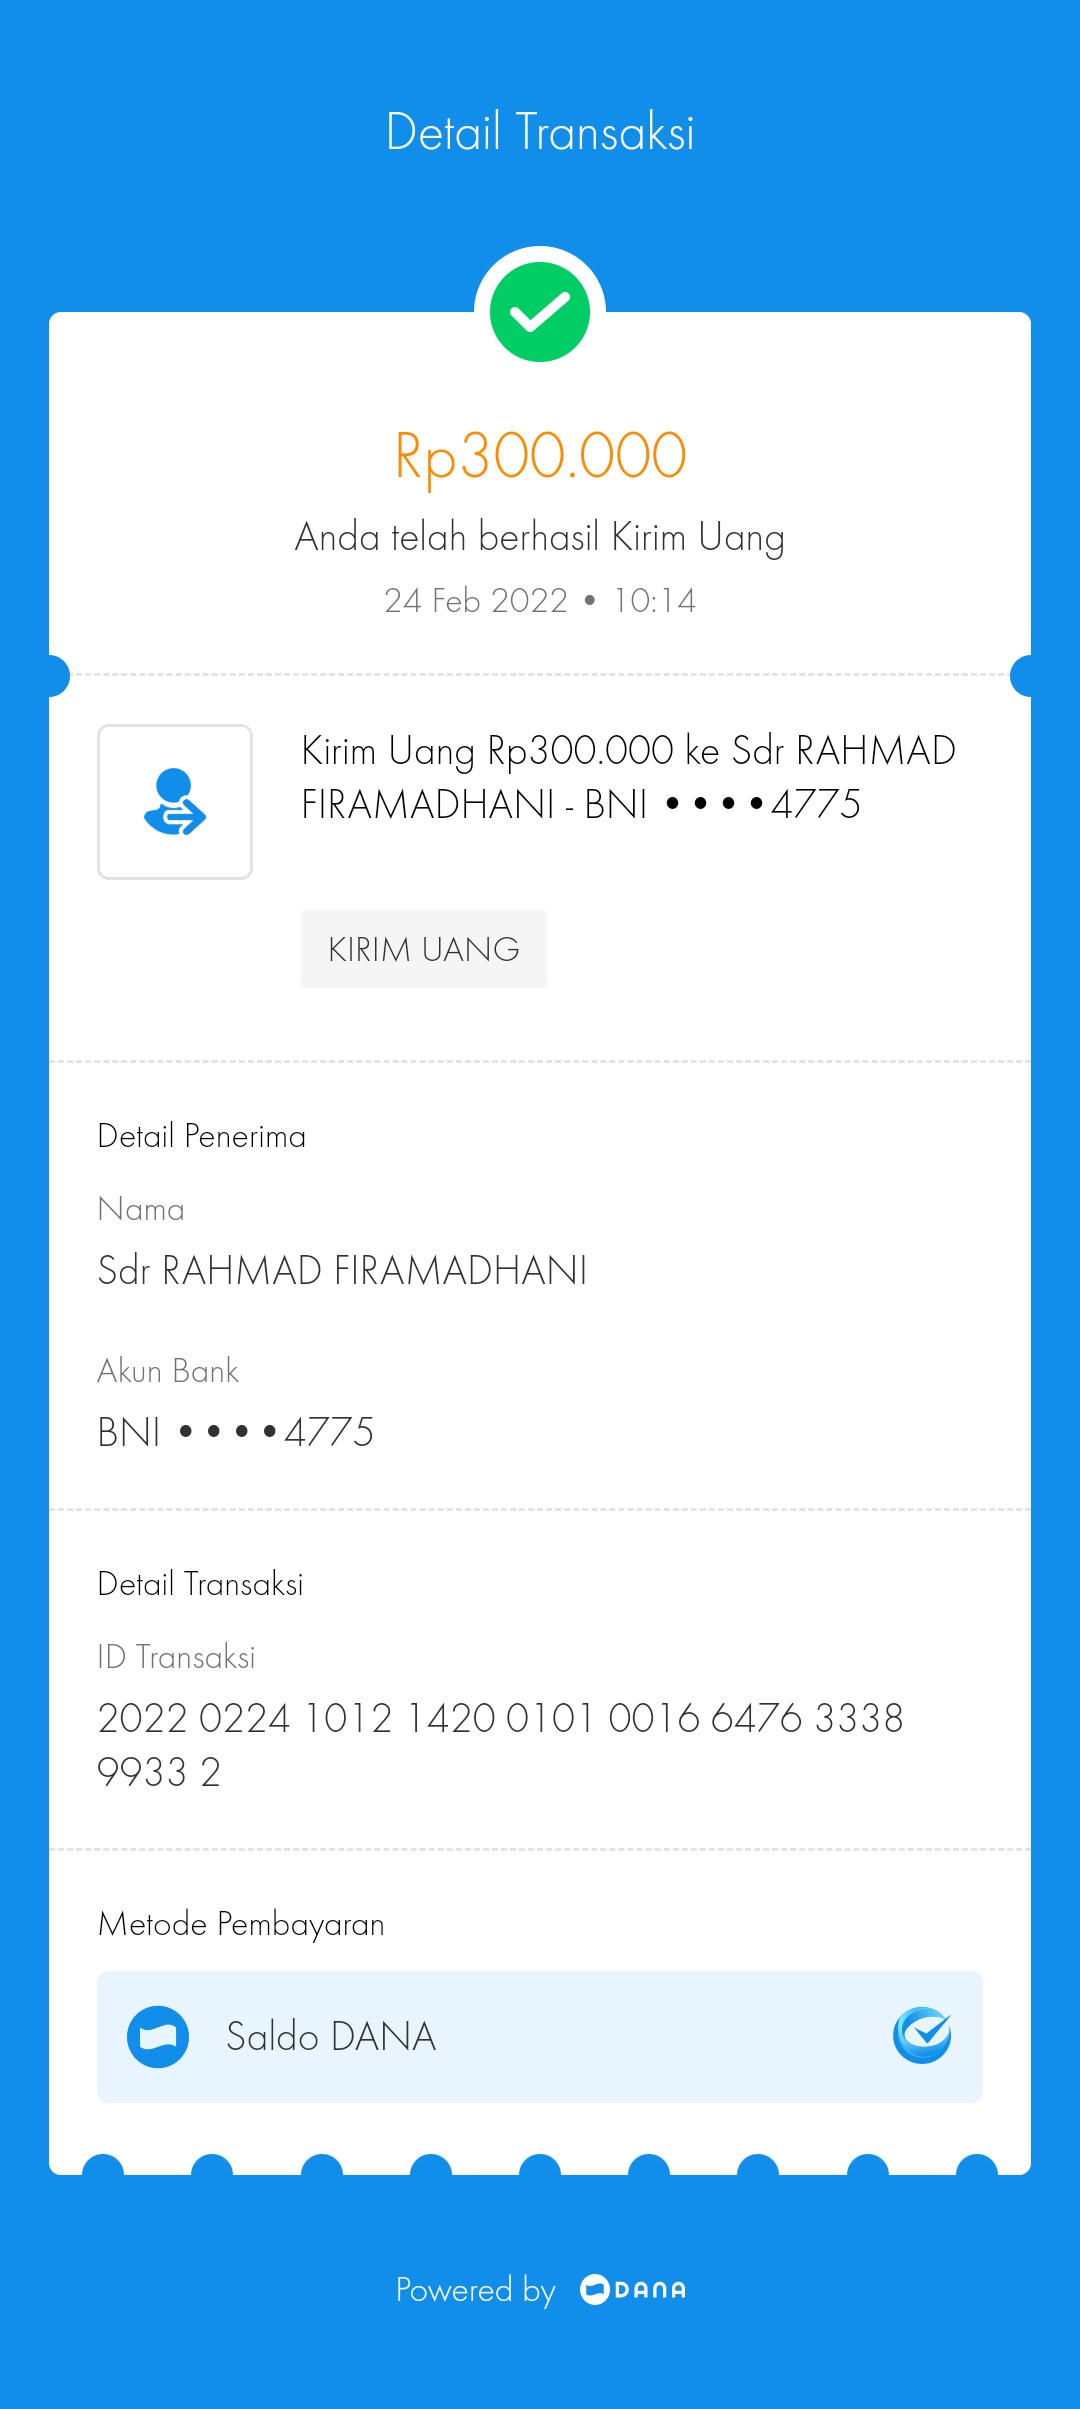 Detail Transaksi
Rp300.000
Anda telah berhasil Kirim Uang
24 Feb 2022 • 10:14
Kirim Uang Rp300.000 ke Sdr RAHMAD
FIRAMADHANI - BNI ••••4775
KIRIM UANG
Detail Penerima
Nama
Sdr RAHMAD FIRAMADHANI
Akun Bank
BNI ••••4775
Detail Transaksi
ID Transaksi
2022 0224 1012 1420 0101 0016 6476 3338
9933 2
Metode Pembayaran
Saldo DANA
Powered by DANA